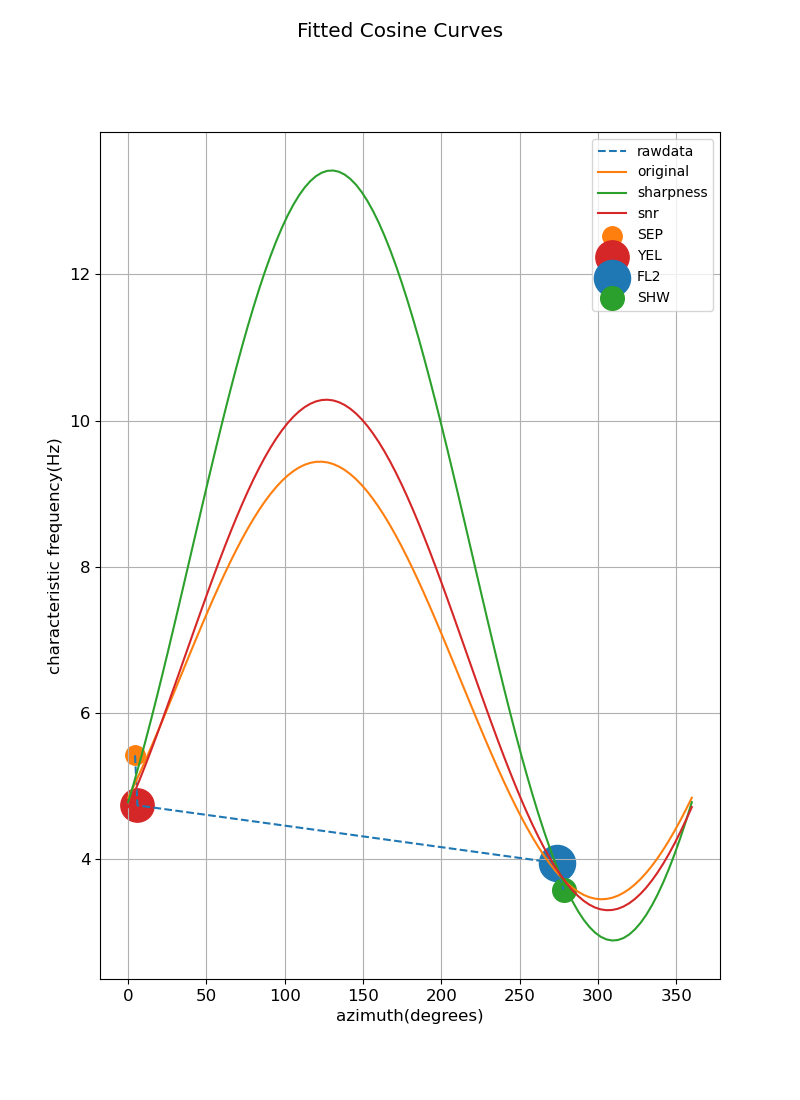 Fitted Cosine Curves
rawdata
original
sharpness
snr
SEP
YEL
FL2
SHW
characteristic frequency(Hz)
12
10
8
6
4
0 50 100 150 200 250 300 350
azimuth(degrees)